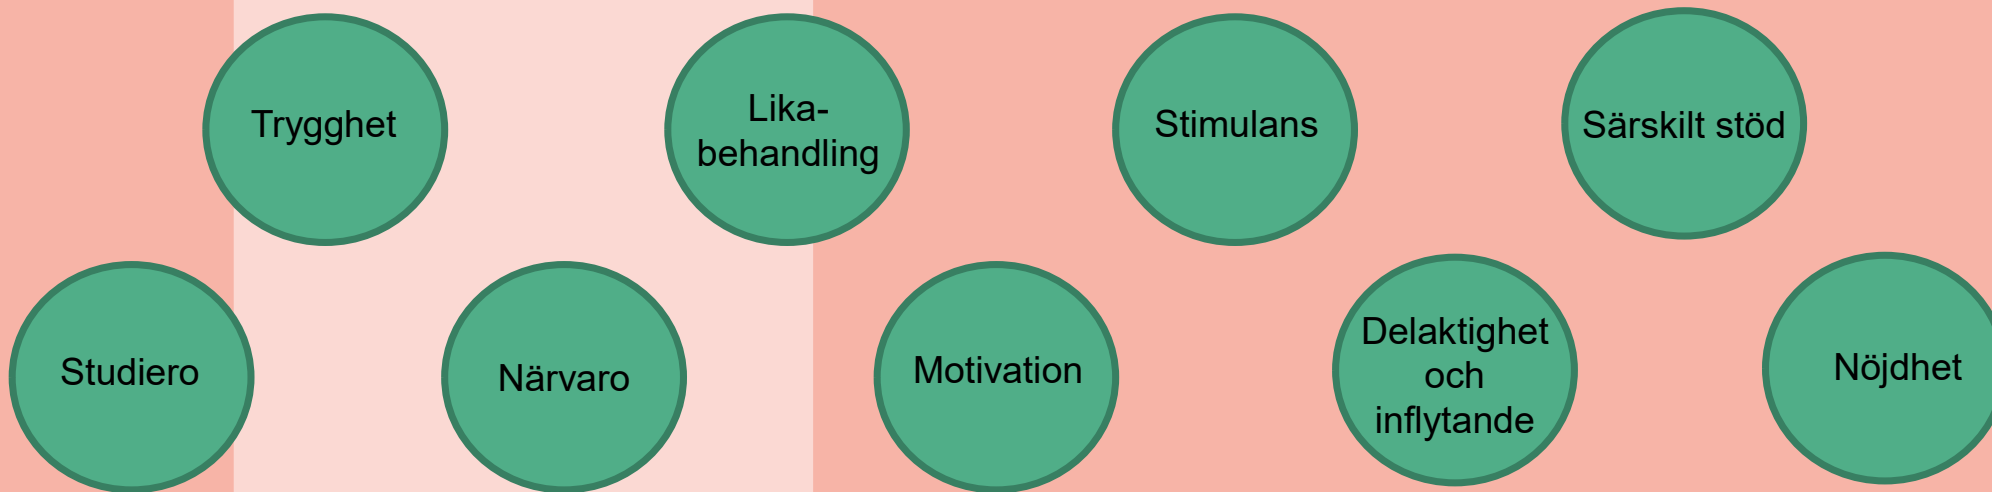 Trygghet
Lika-
behandling
Stimulans
Särskilt stöd
Studiero
Närvaro
Motivation
Delaktighet
och
inflytande
Nöjdhet